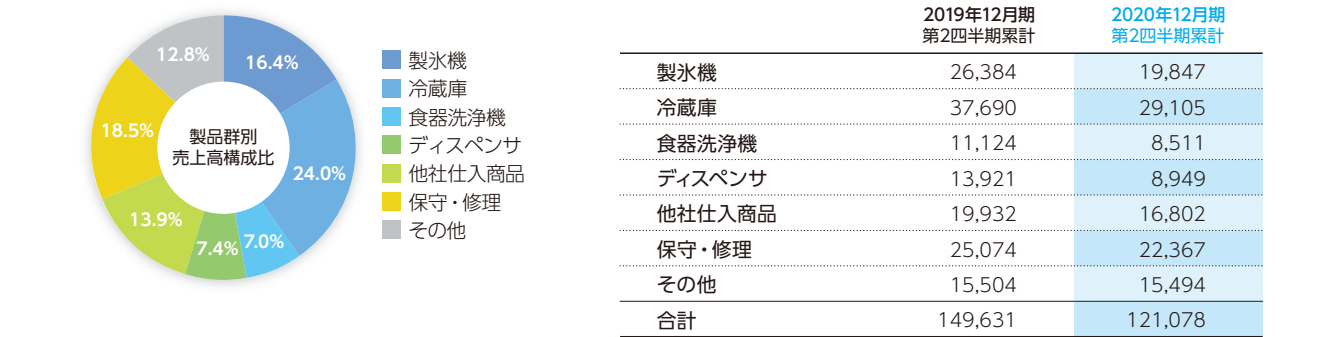 12.8%
16.4%
18.5%
24.0%
13.9%
7.4%
7.0%
製品群別
売上高構成比
製氷機
冷蔵庫
食器洗浄機
ディスペンサ
他社仕入商品
保守・修理
その他
2019年12月期 2020年12月期
第2四半期累計 第2四半期累計
製氷機 26,384 19,847
冷蔵庫 37,690 29,105
食器洗浄機 11,124 8,511
ディスペンサ 13,921 8,949
他社仕入商品 19,932 16,802
保守・修理 25,074 22,367
その他 15,504 15,494
合計 149,631 121,078